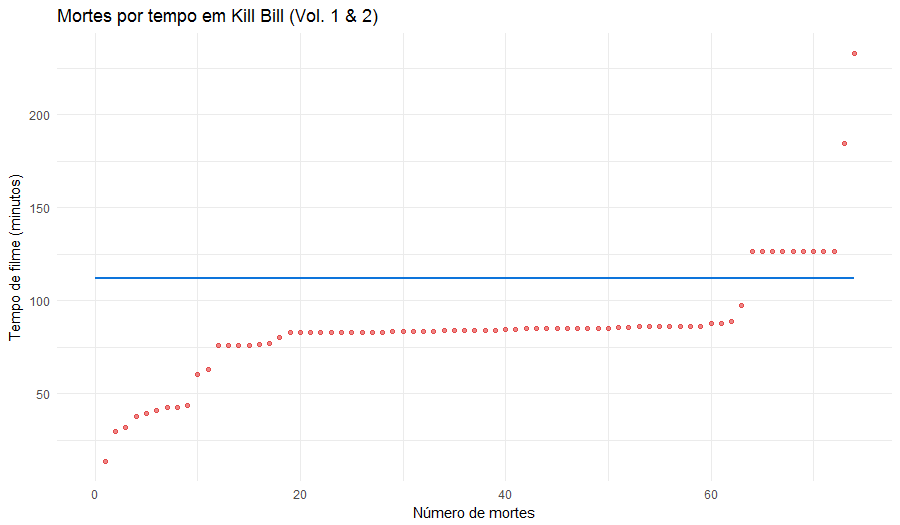 Mortes por tempo em Kill Bill (Vol. 1 & 2)
Tempo de filme (minutos)
200
150
100
50
0 20 40 60
Número de mortes